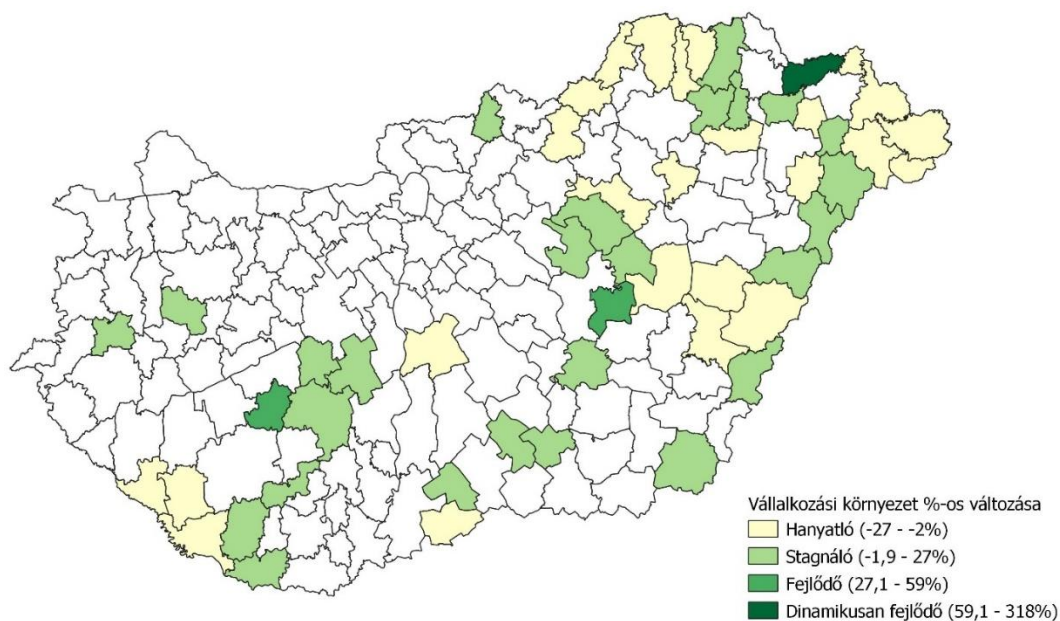 Vállalkozási környezet %-os változása
Hanyatló (-27 - -2%)
Stagnáló (-1,9 - 27%)
Fejlődő (27,1 - 59%)
Dinamikusan fejlődő (59,1 - 318%)